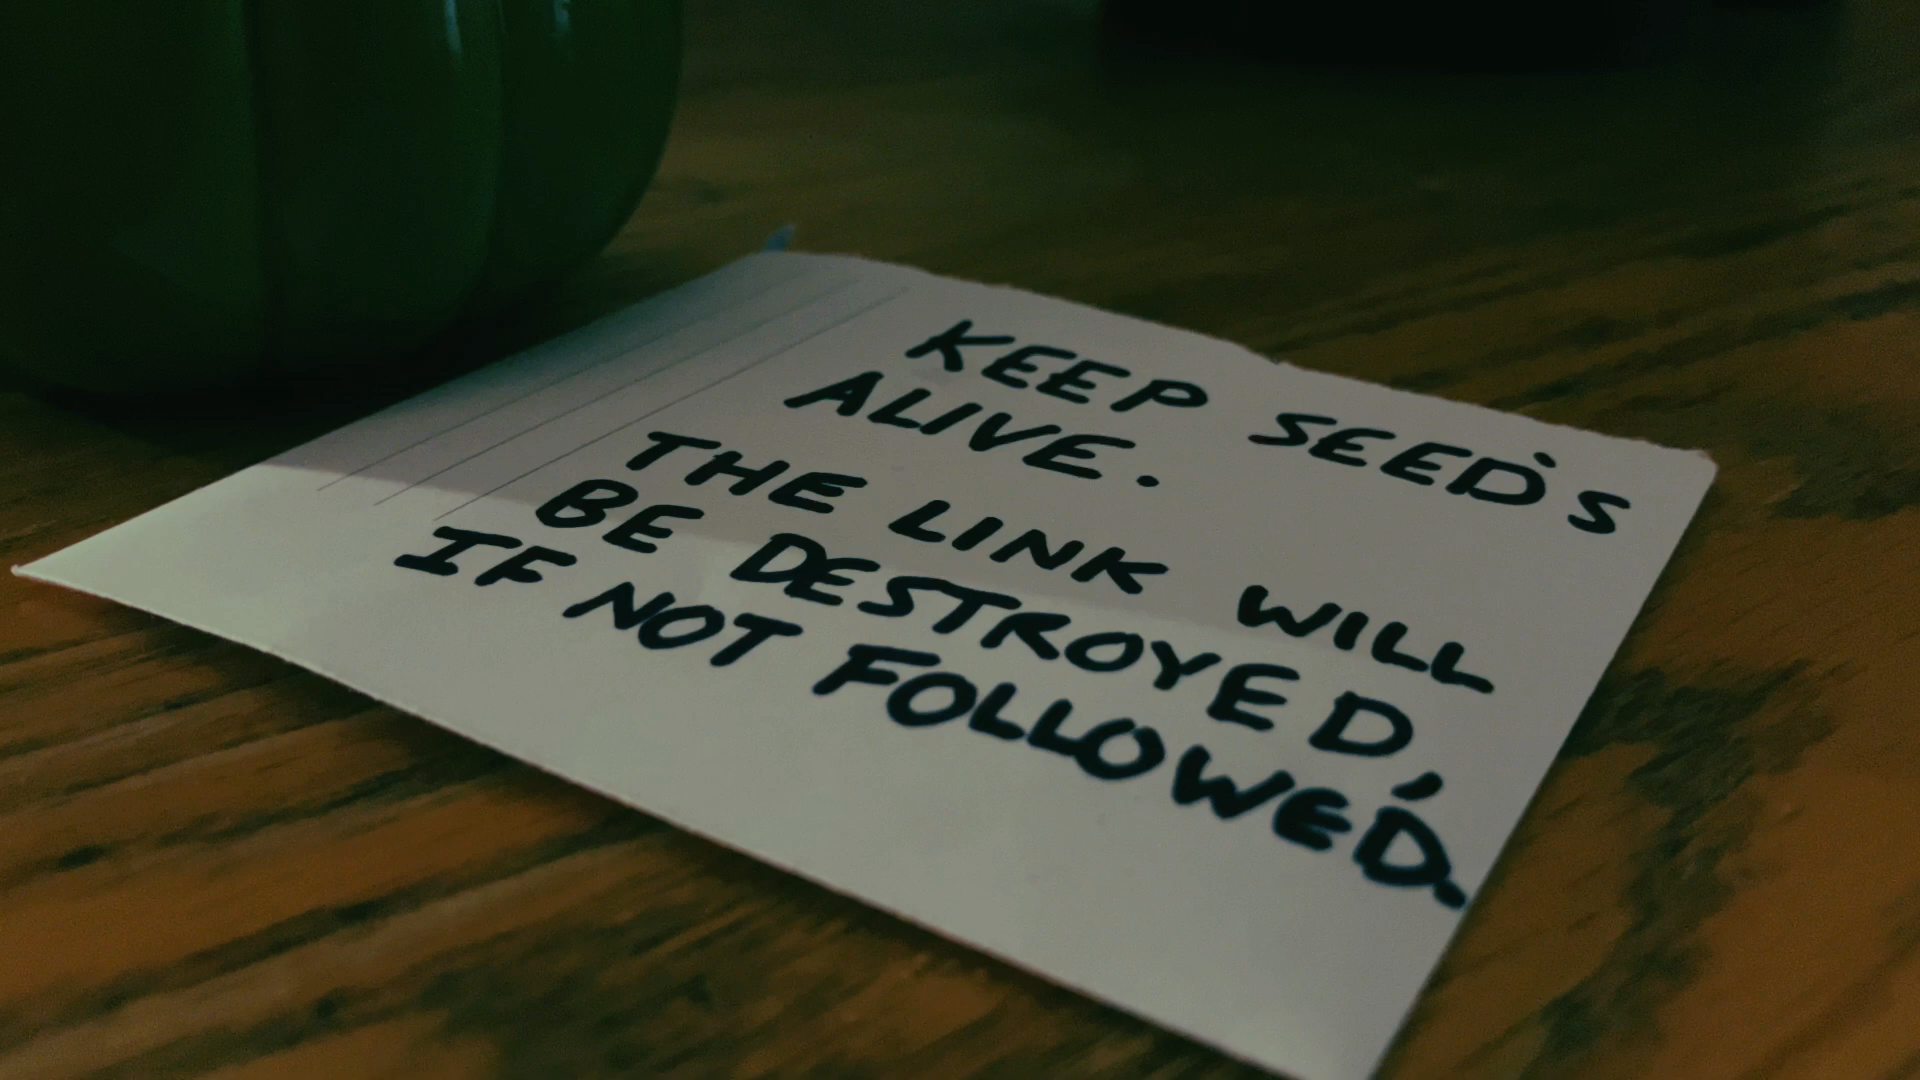 KEEP SEED'S
ALIVE.
THE LINK WILL
BE DESTROYED,
IF NOT FOLLOWED.